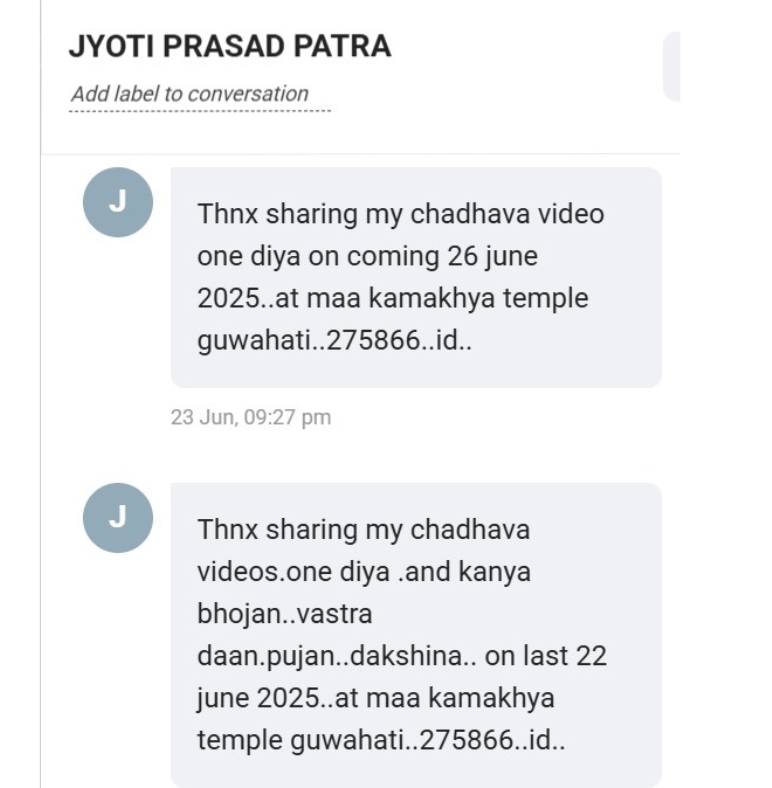 JYOTI PRASAD PATRA
Add label to conversation
J
Thnx sharing my chadhava video
one diya on coming 26 june
2025..at maa kamakhya temple
guwahati..275866..id..
23 Jun, 09:27 pm
J
Thnx sharing my chadhava
videos.one diya .and kanya
bhojan..vastra
daan.pujan..dakshina.. on last 22
june 2025..at maa kamakhya
temple guwahati..275866..id..